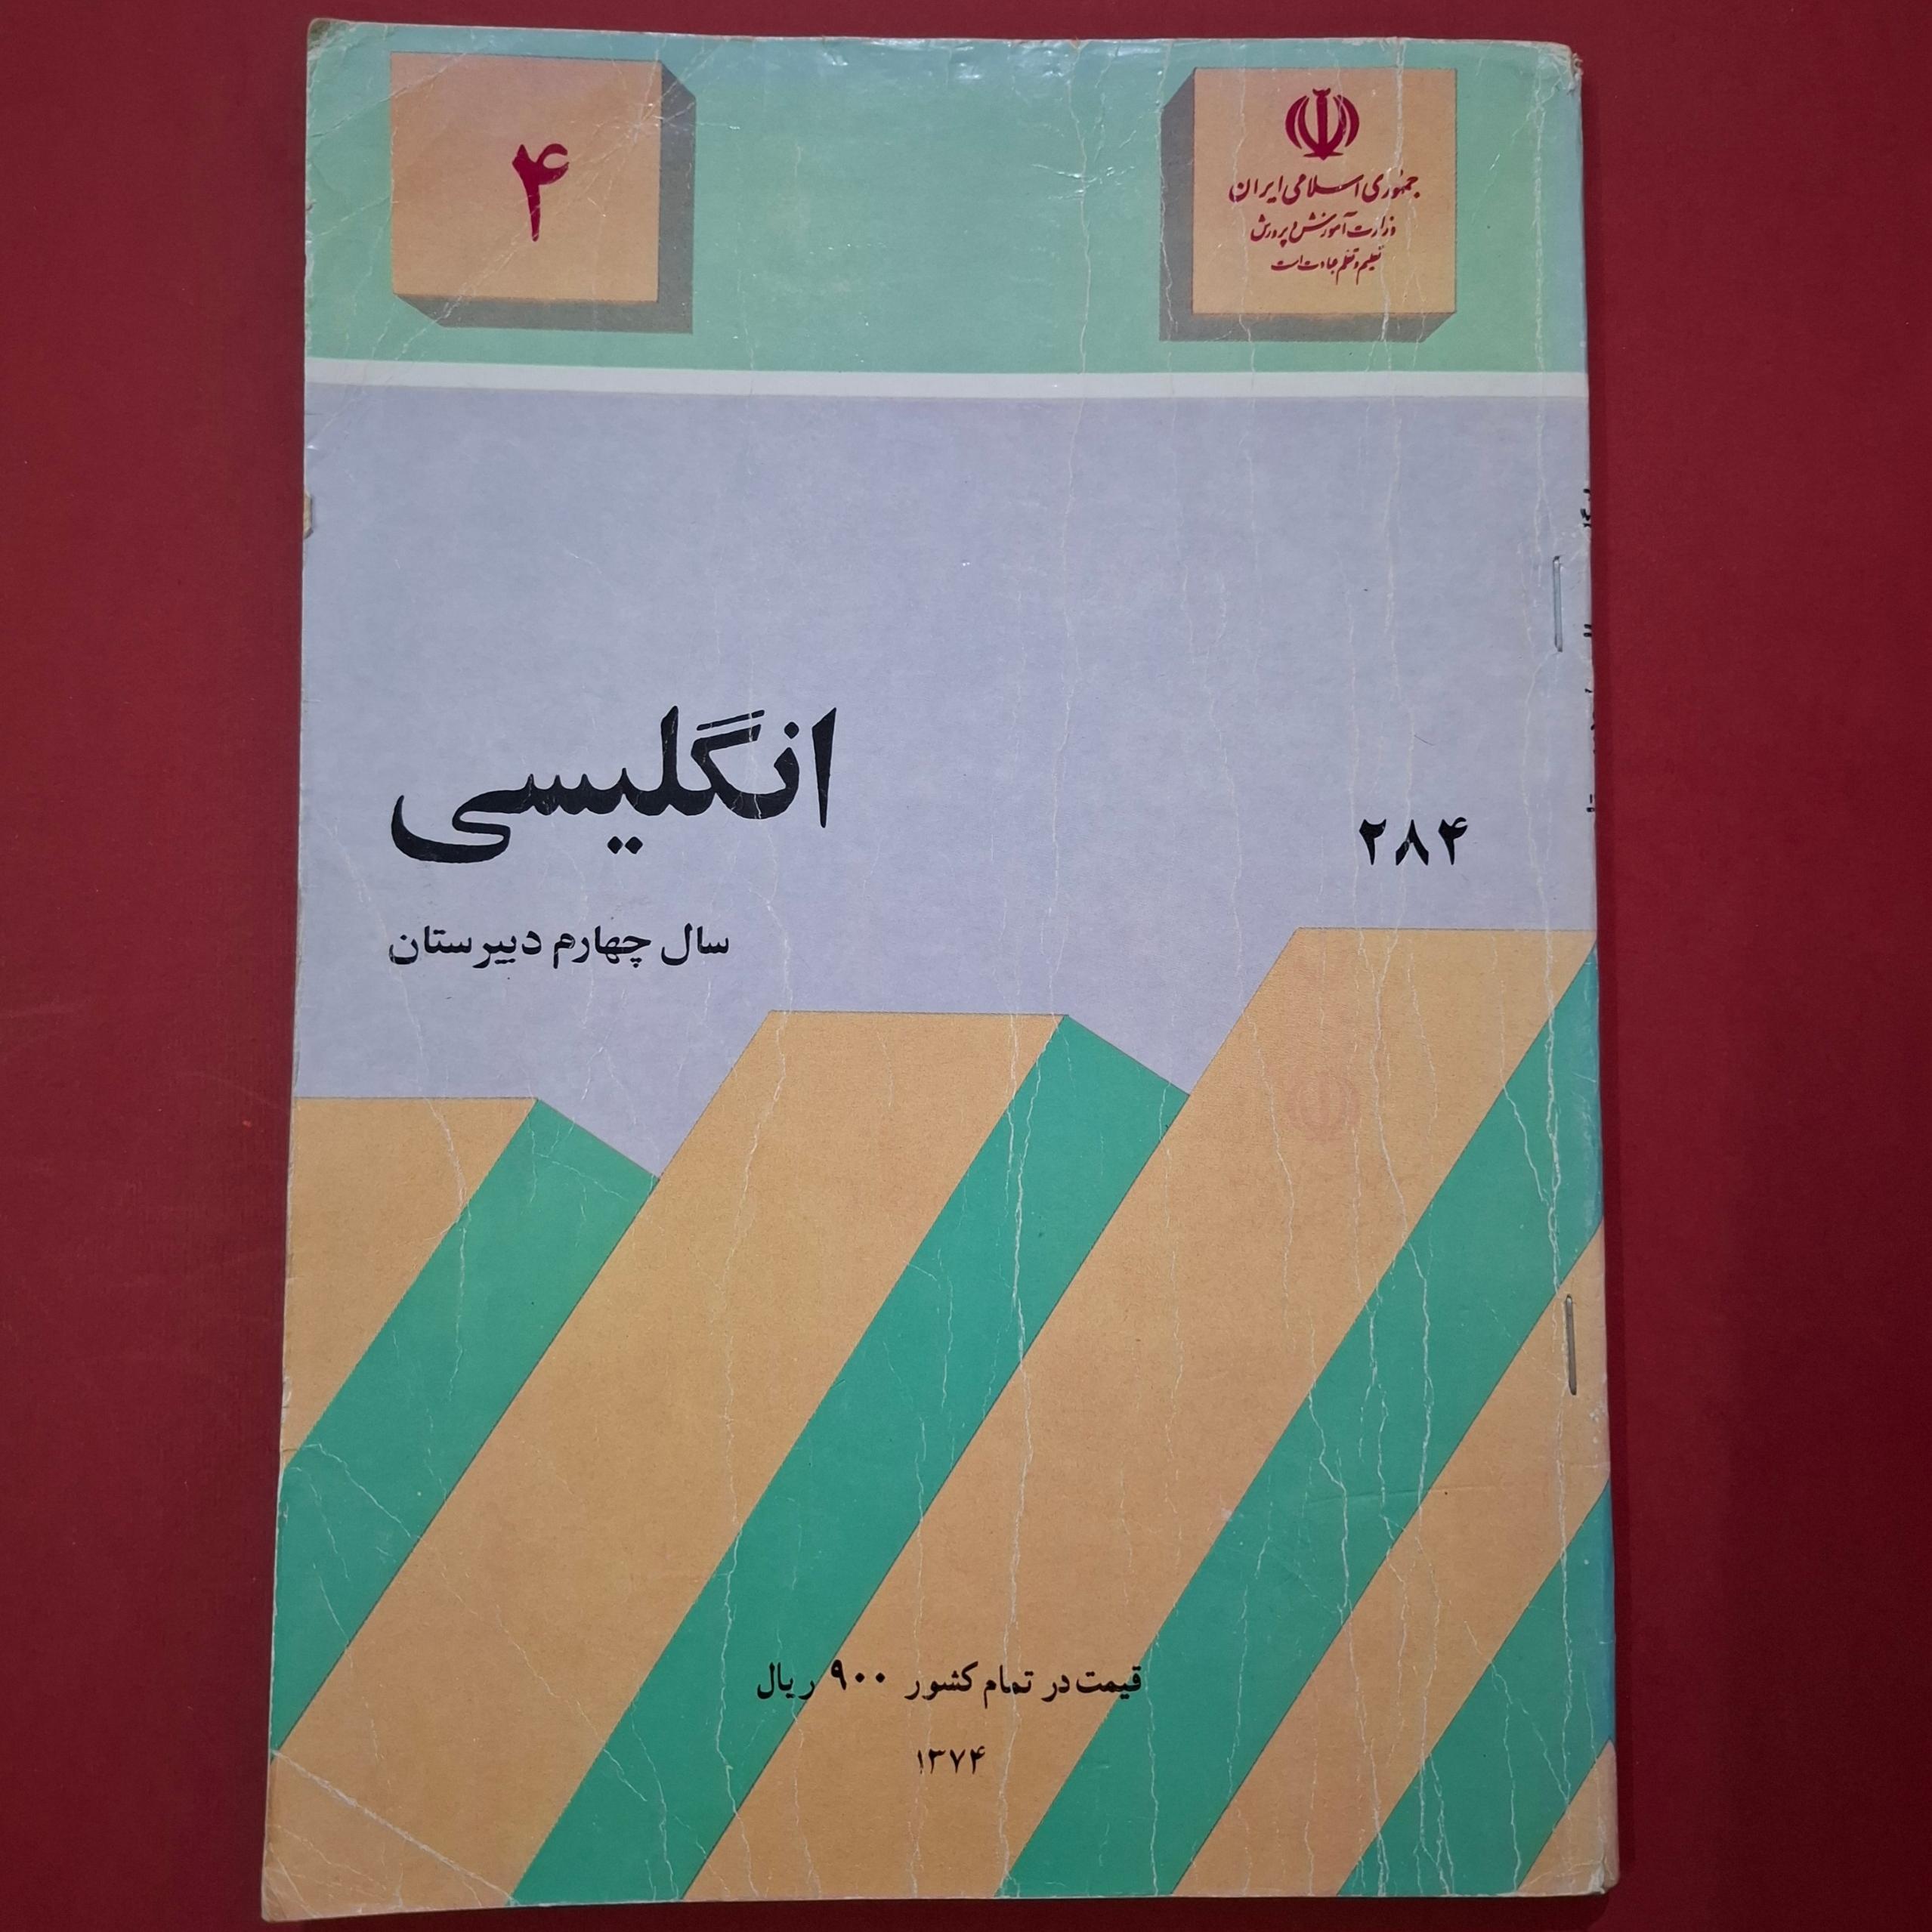 جمهوری اسلامی ایران
وزارت آموزش و پرورش
تعلیم و تعلم عبادت است
۴
انگلیسی
۲۸۴
سال چهارم دبیرستان
قیمت در تمام کشور ۹۰۰ ریال
۱۳۷۴